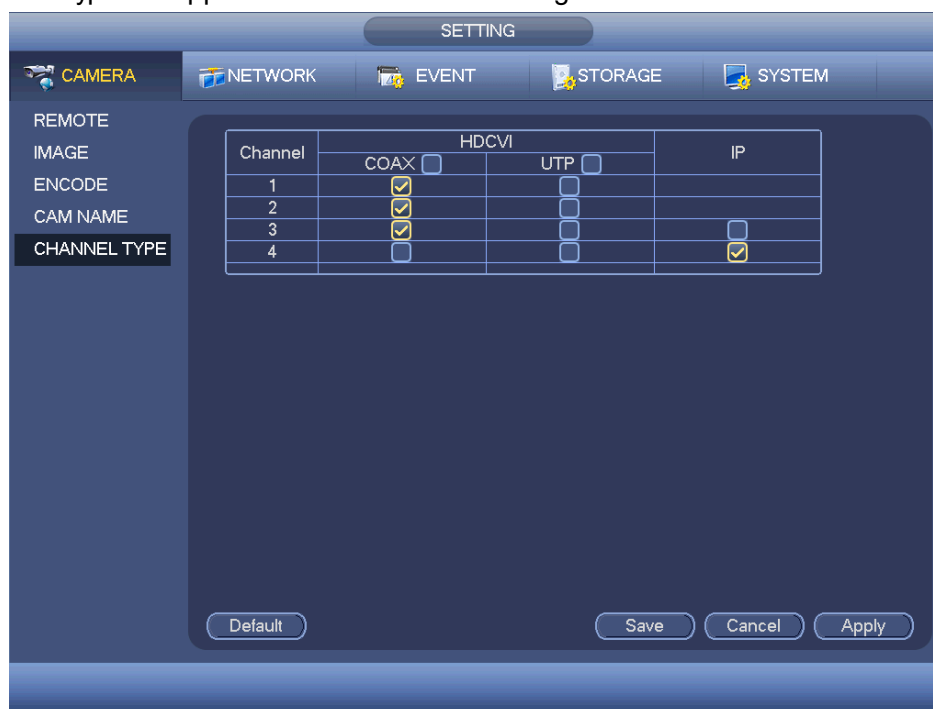 SETTING
CAMERA NETWORK EVENT STORAGE SYSTEM
REMOTE
IMAGE
ENCODE
CAM NAME
CHANNEL TYPE
Channel HDCVI IP
COAX UTP
1
2
3
4
Default Save Cancel Apply